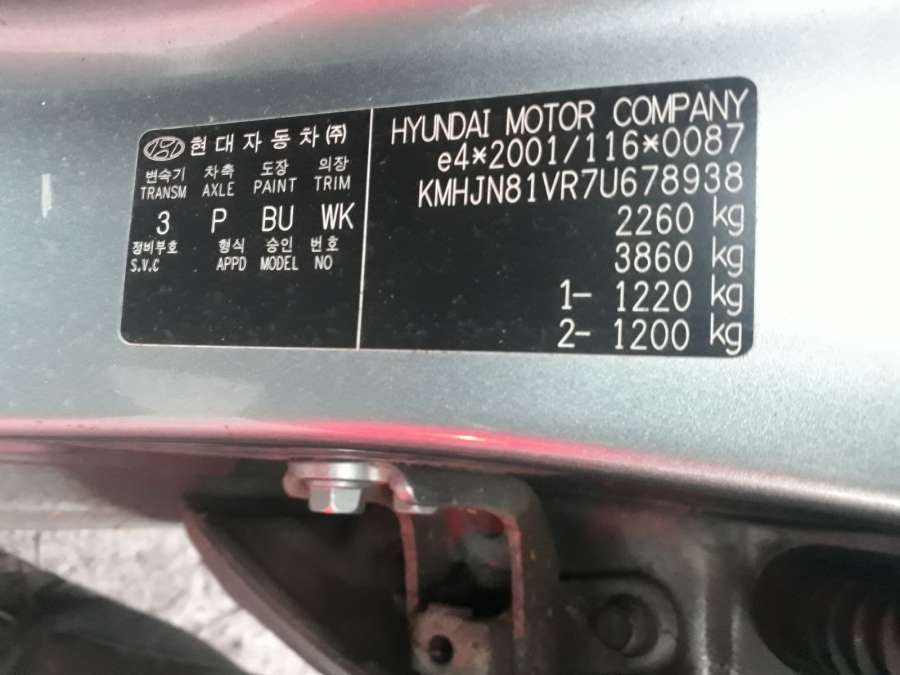 현대자동차(주)
변속기 차축 도장 의장
TRANSM AXLE PAINT TRIM
3 P BU WK
정비부호 형식 승인 번호
S.V.C APPD MODEL NO
HYUNDAI MOTOR COMPANY
e4*2001/116*0087
KMHJN81VR7U678938
2260 kg
3860 kg
1- 1220 kg
2- 1200 kg